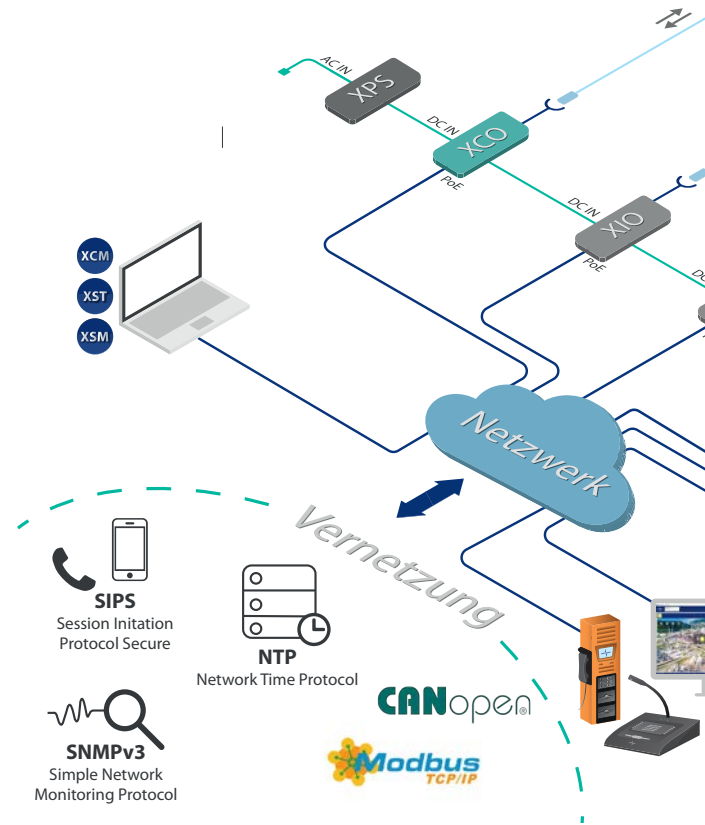 AC IN
XPS
DC IN
XCO
PoE
DC IN
XIO
PoE
DC
XCM
XST
XSM
Netzwerk
Vernetzung
SIPS
Session Initation
Protocol Secure
NTP
Network Time Protocol
CANopen®
SNMPv3
Simple Network
Monitoring Protocol
Modbus
TCP/IP